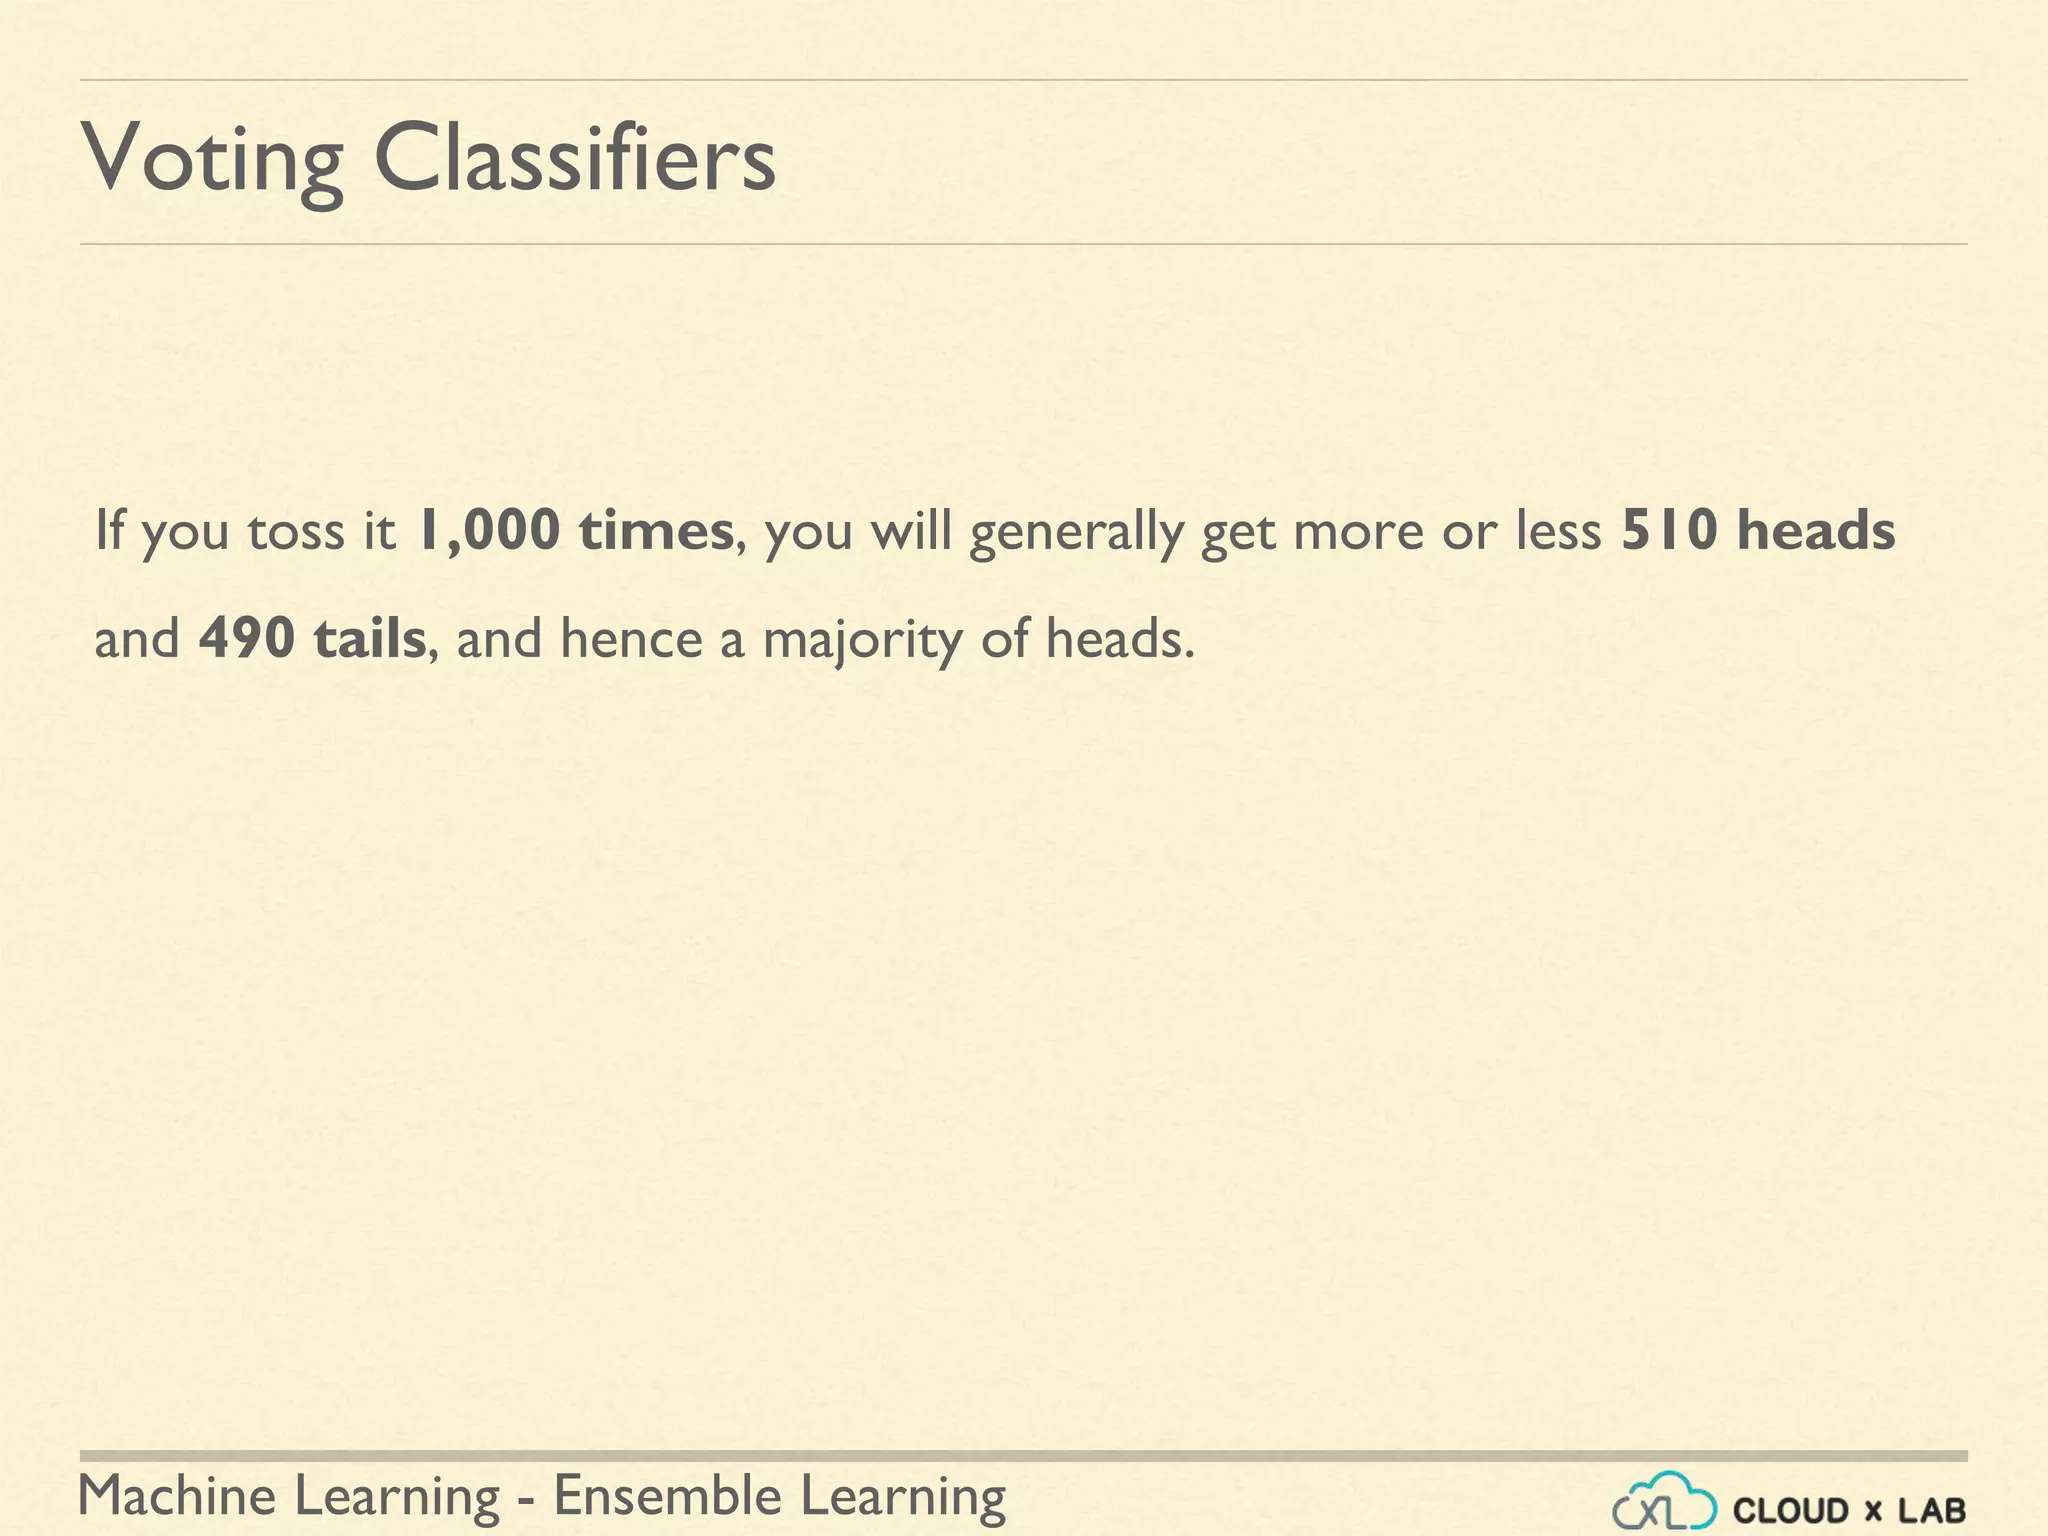 Voting Classifiers
If you toss it 1,000 times, you will generally get more or less 510 heads
and 490 tails, and hence a majority of heads.
Machine Learning - Ensemble Learning
XL CLOUD x LAB